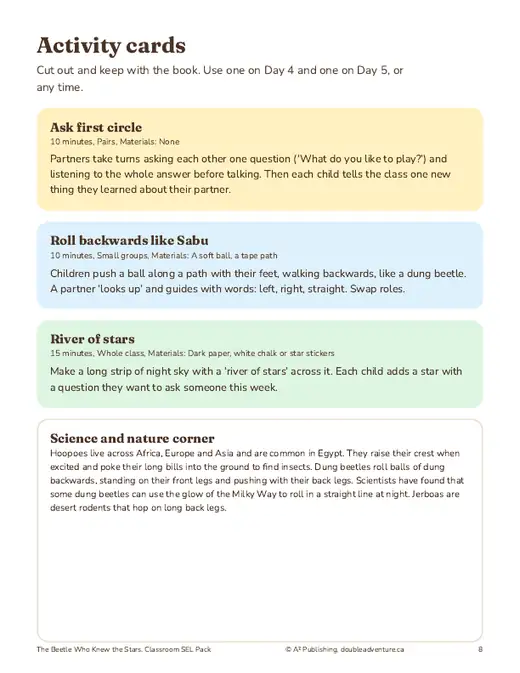 Activity cards
Cut out and keep with the book. Use one on Day 4 and one on Day 5, or
any time.
Ask first circle
10 minutes, Pairs, Materials: None
Partners take turns asking each other one question ('What do you like to play?') and
listening to the whole answer before talking. Then each child tells the class one new
thing they learned about their partner.
Roll backwards like Sabu
10 minutes, Small groups, Materials: A soft ball, a tape path
Children push a ball along a path with their feet, walking backwards, like a dung beetle.
A partner 'looks up' and guides with words: left, right, straight. Swap roles.
River of stars
15 minutes, Whole class, Materials: Dark paper, white chalk or star stickers
Make a long strip of night sky with a 'river of stars' across it. Each child adds a star with
a question they want to ask someone this week.
Science and nature corner
Hoopoes live across Africa, Europe and Asia and are common in Egypt. They raise their crest when
excited and poke their long bills into the ground to find insects. Dung beetles roll balls of dung
backwards, standing on their front legs and pushing with their back legs. Scientists have found that
some dung beetles can use the glow of the Milky Way to roll in a straight line at night. Jerboas are
desert rodents that hop on long back legs.
The Beetle Who Knew the Stars. Classroom SEL Pack
© A² Publishing. doubleadventure.ca
8